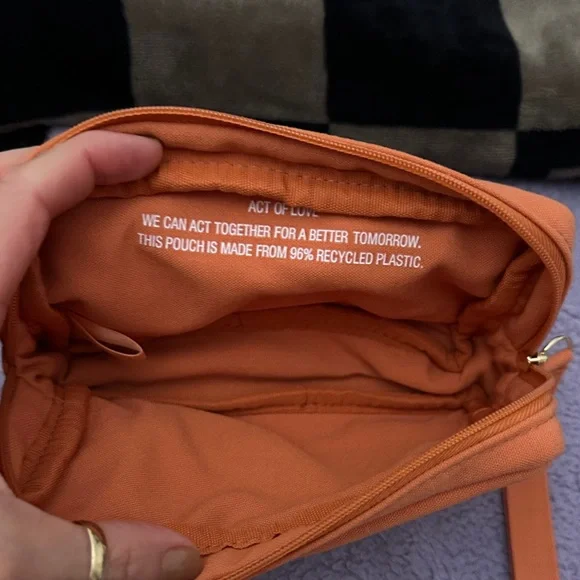 ACT OF LOVE
WE CAN ACT TOGETHER FOR A BETTER TOMORROW.
THIS POUCH IS MADE FROM 96% RECYCLED PLASTIC.